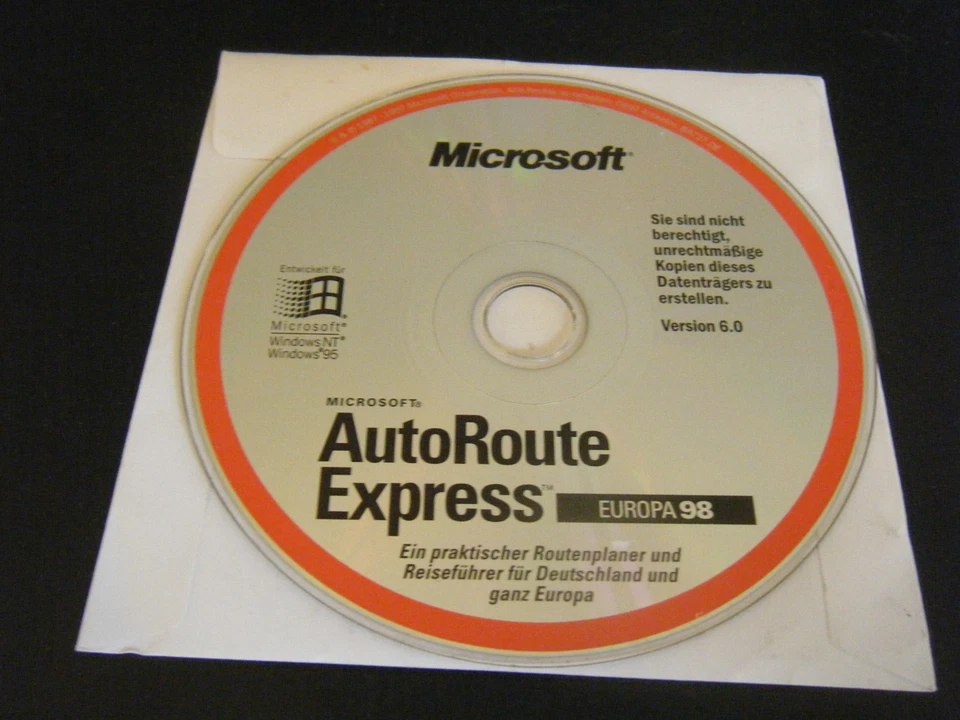 Microsoft®
Sie sind nicht
berechtigt,
unrechtmäßige
Kopien dieses
Datenträgers zu
erstellen.
Version 6.0
Entwickelt für
Microsoft®
Windows NT®
Windows®95
MICROSOFT®
AutoRoute
Express™
EUROPA 98
Ein praktischer Routenplaner und
Reiseführer für Deutschland und
ganz Europa